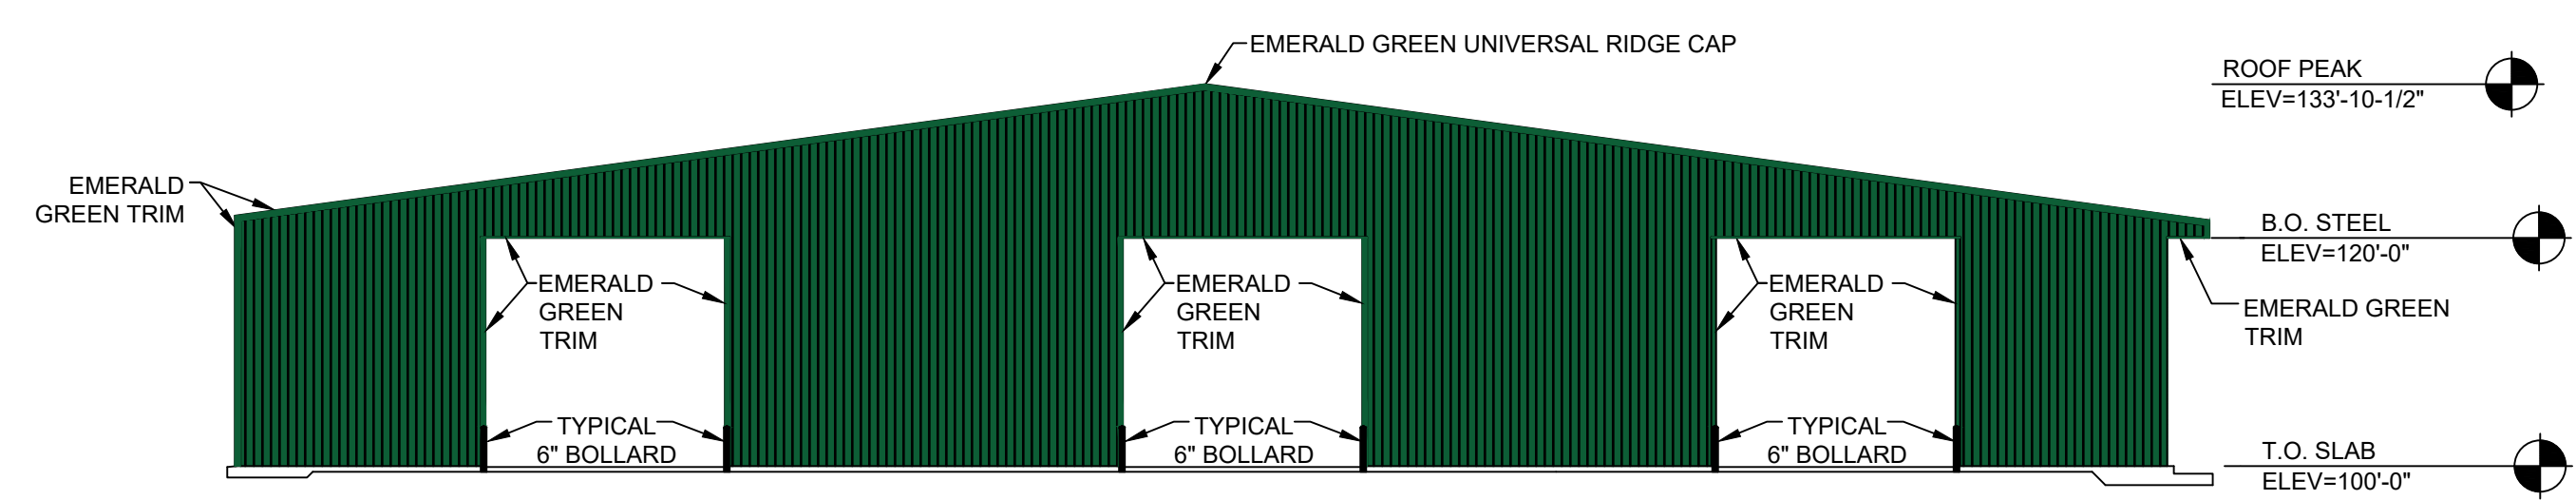 EMERALD GREEN UNIVERSAL RIDGE CAP
ROOF PEAK
ELEV=133'-10-1/2"
EMERALD
GREEN TRIM
B.O. STEEL
ELEV=120'-0"
EMERALD
GREEN
TRIM
EMERALD
GREEN
TRIM
EMERALD
GREEN
TRIM
EMERALD GREEN
TRIM
TYPICAL
6" BOLLARD
TYPICAL
6" BOLLARD
TYPICAL
6" BOLLARD
T.O. SLAB
ELEV=100'-0"